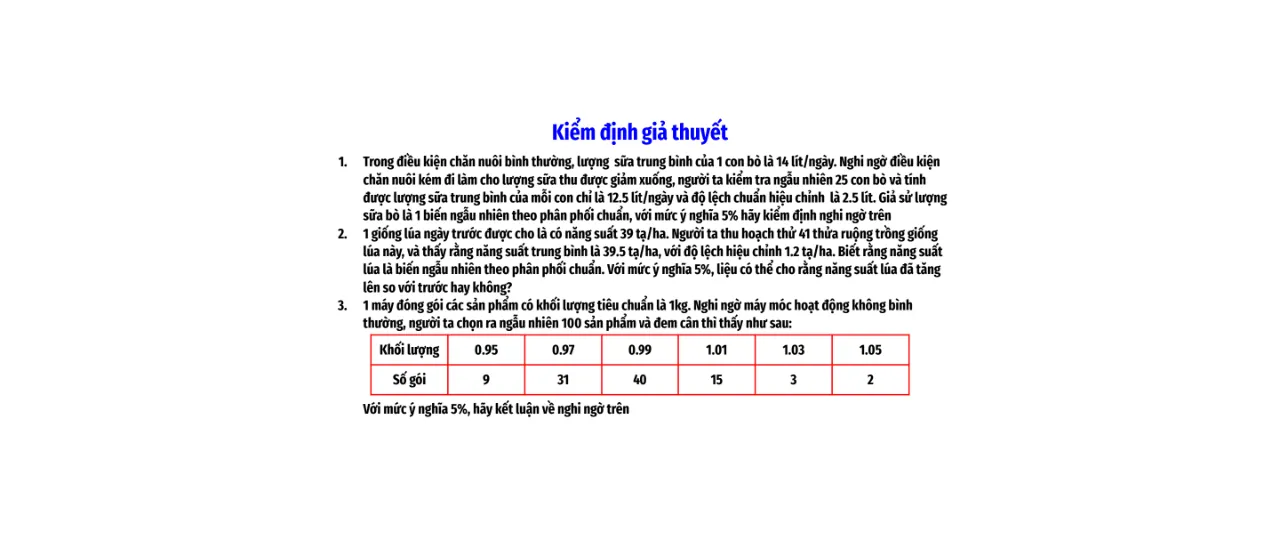 Kiểm định giả thuyết
1. Trong điều kiện chăn nuôi bình thường, lượng sữa trung bình của 1 con bò là 14 lít/ngày. Nghi ngờ điều kiện
chăn nuôi kém đi làm cho lượng sữa thu được giảm xuống, người ta kiểm tra ngẫu nhiên 25 con bò và tính
được lượng sữa trung bình của mỗi con chỉ là 12.5 lít/ngày và độ lệch chuẩn hiệu chỉnh là 2.5 lít. Giả sử lượng
sữa bò là 1 biến ngẫu nhiên theo phân phối chuẩn, với mức ý nghĩa 5% hãy kiểm định nghi ngờ trên
2. 1 giống lúa ngày trước được cho là có năng suất 39 tạ/ha. Người ta thu hoạch thử 41 thửa ruộng trồng giống
lúa này, và thấy rằng năng suất trung bình là 39.5 tạ/ha, với độ lệch hiệu chỉnh 1.2 tạ/ha. Biết rằng năng suất
lúa là biến ngẫu nhiên theo phân phối chuẩn. Với mức ý nghĩa 5%, liệu có thể cho rằng năng suất lúa đã tăng
lên so với trước hay không?
3. 1 máy đóng gói các sản phẩm có khối lượng tiêu chuẩn là 1kg. Nghi ngờ máy móc hoạt động không bình
thường, người ta chọn ra ngẫu nhiên 100 sản phẩm và đem cân thì thấy như sau:
Khối lượng 0.95 0.97 0.99 1.01 1.03 1.05
Số gói 9 31 40 15 3 2
Với mức ý nghĩa 5%, hãy kết luận về nghi ngờ trên